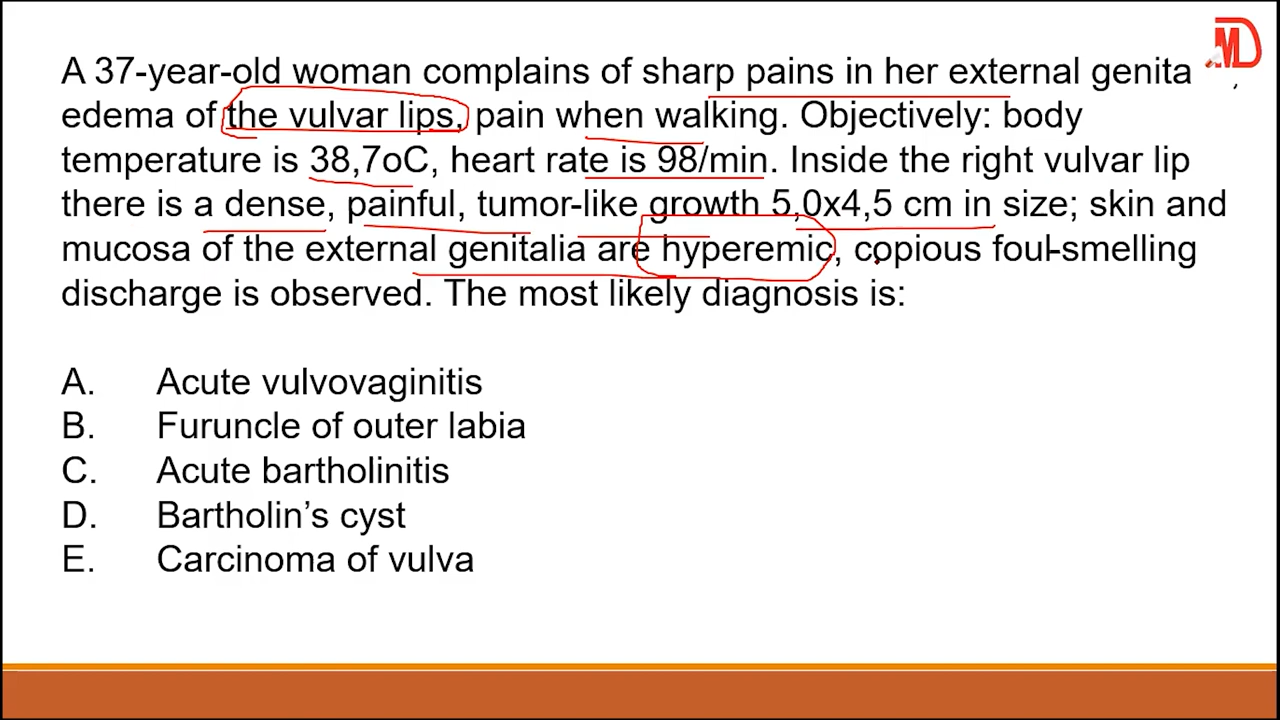 MD
A 37-year-old woman complains of sharp pains in her external genita ,
edema of the vulvar lips, pain when walking. Objectively: body
temperature is 38,7oC, heart rate is 98/min. Inside the right vulvar lip
there is a dense, painful, tumor-like growth 5,0x4,5 cm in size; skin and
mucosa of the external genitalia are hyperemic, copious foul-smelling
discharge is observed. The most likely diagnosis is:
A. Acute vulvovaginitis
B. Furuncle of outer labia
C. Acute bartholinitis
D. Bartholin’s cyst
E. Carcinoma of vulva